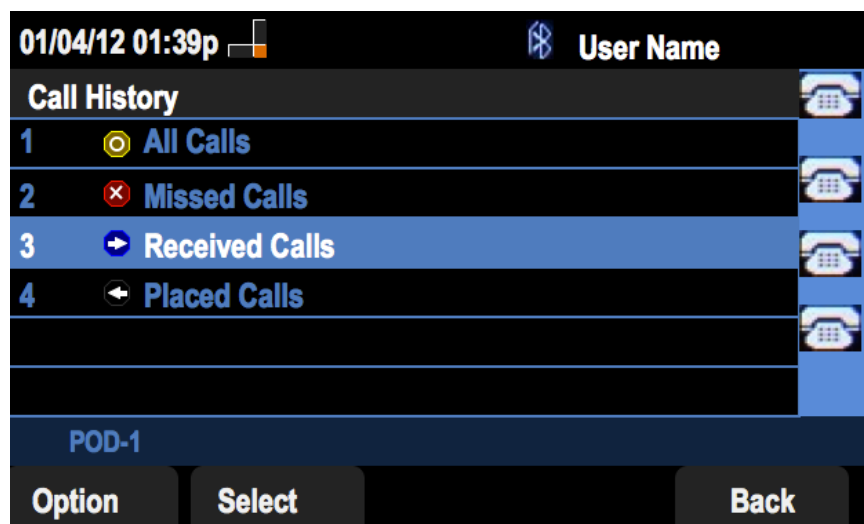 01/04/12 01:39p User Name
Call History
1 All Calls
2 Missed Calls
3 Received Calls
4 Placed Calls
POD-1
Option Select Back